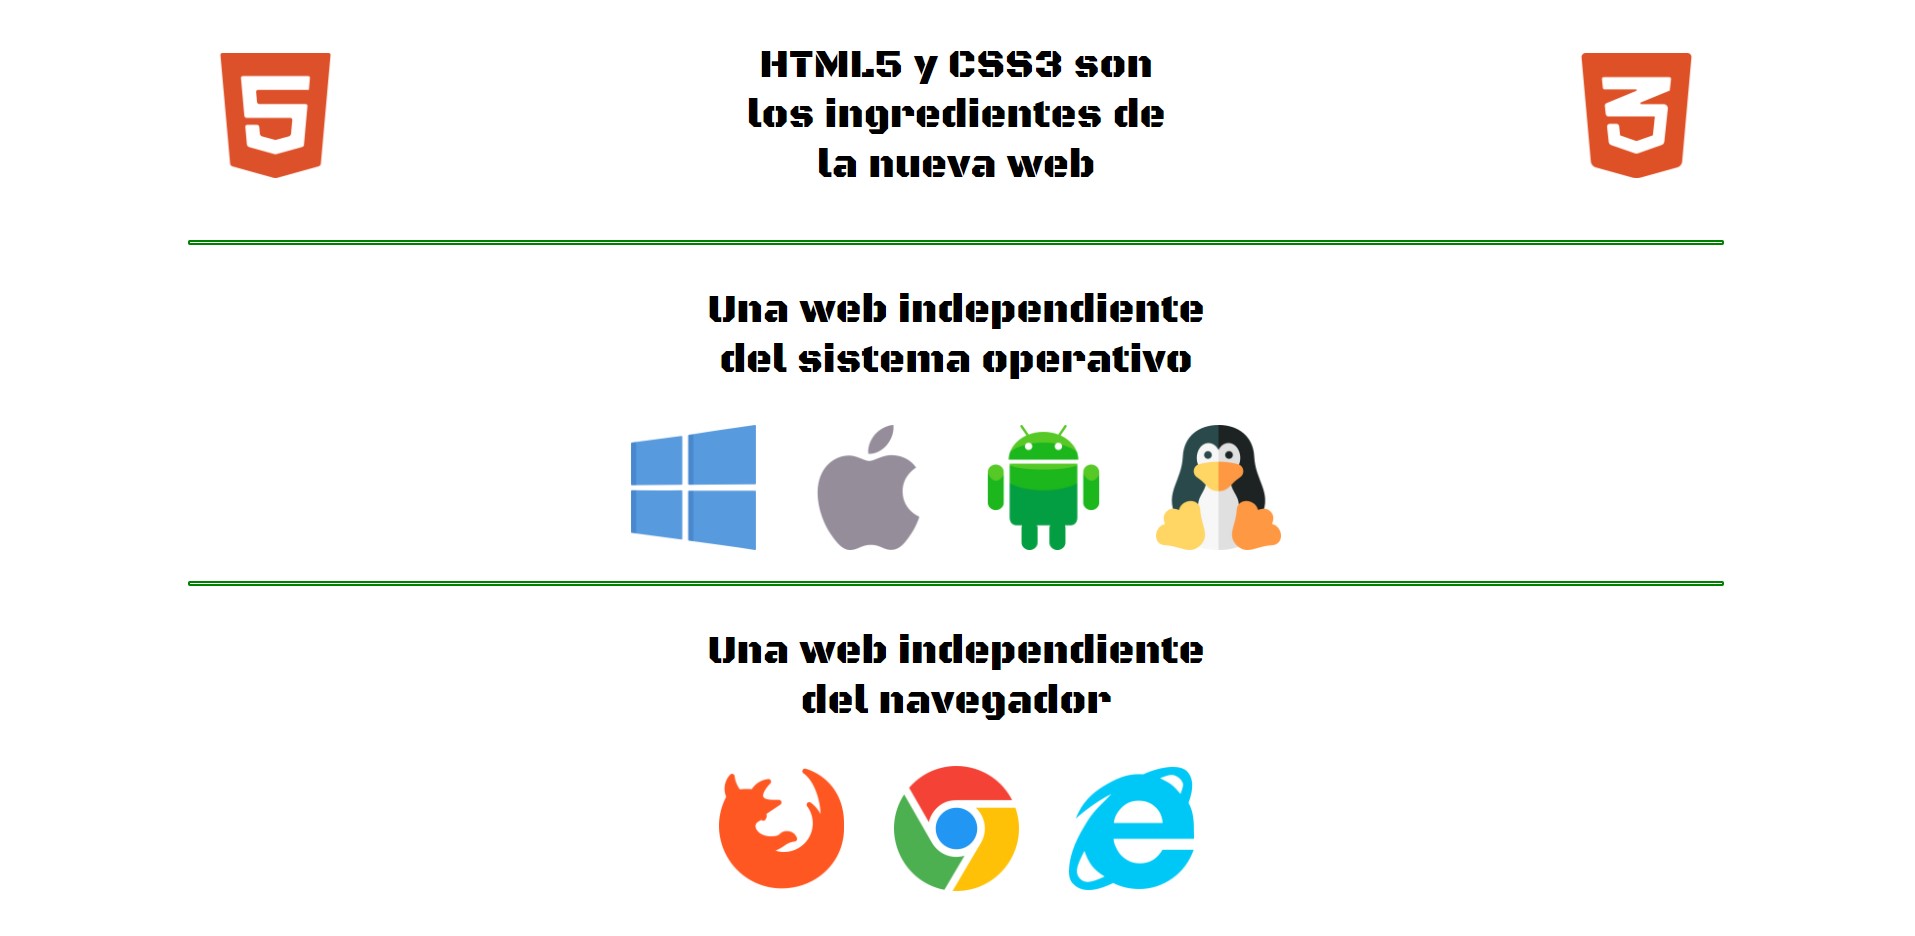 5
HTML5 y CSS3 son
los ingredientes de
la nueva web
3
Una web independiente
del sistema operativo
Una web independiente
del navegador